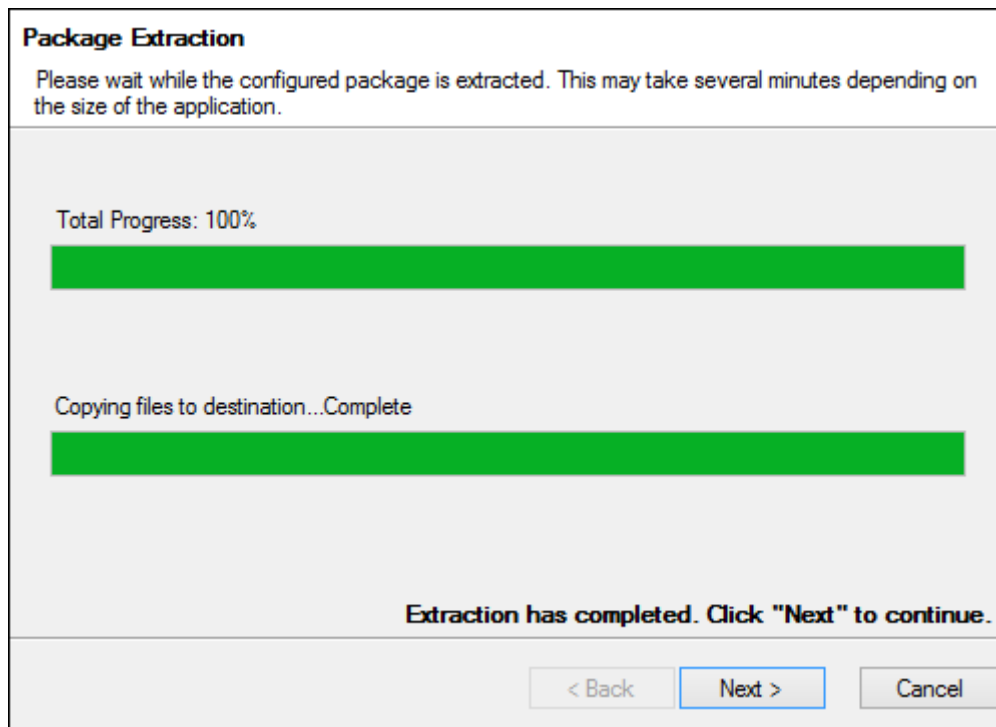 Package Extraction
Please wait while the configured package is extracted. This may take several minutes depending on
the size of the application.
Total Progress: 100%
Copying files to destination...Complete
Extraction has completed. Click "Next" to continue.
< Back Next > Cancel